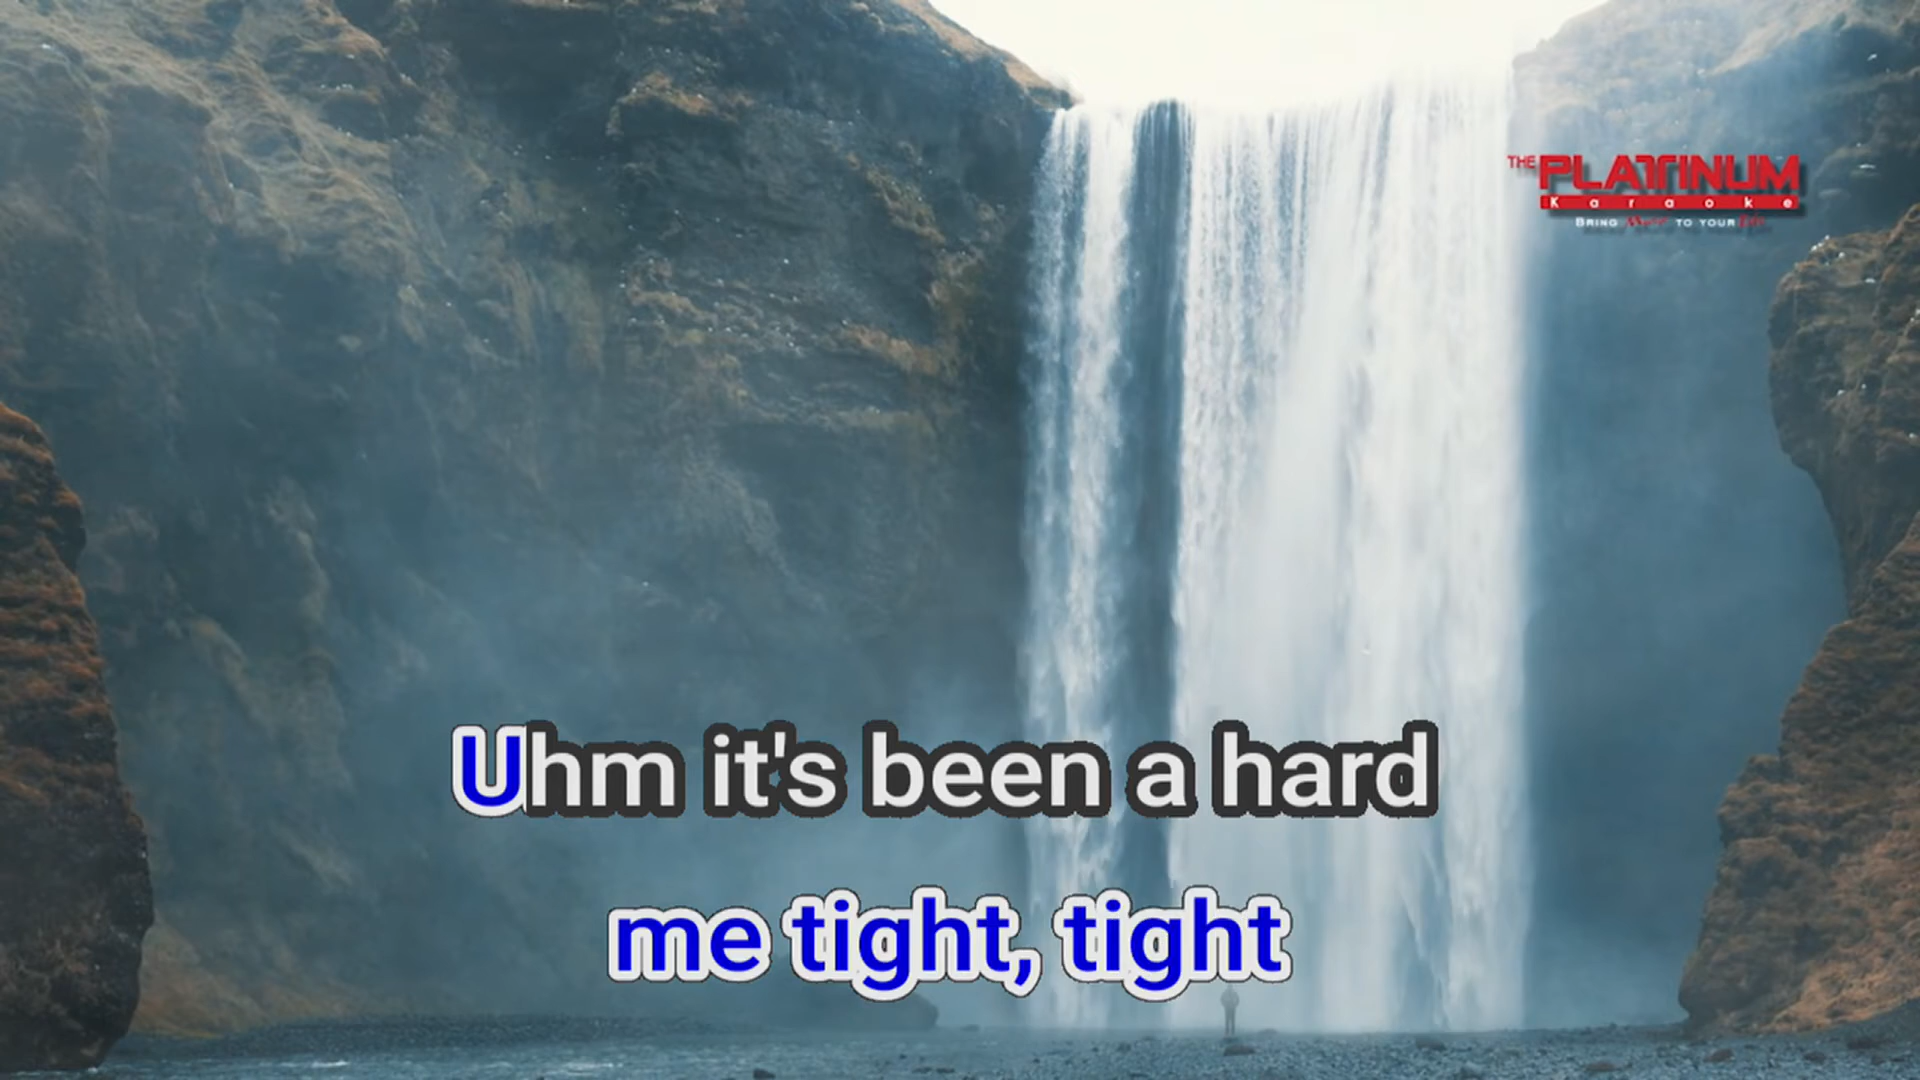 THE PLATINUM
Karaoke
BRING More TO YOUR Life
Uhm it's been a hard
me tight, tight